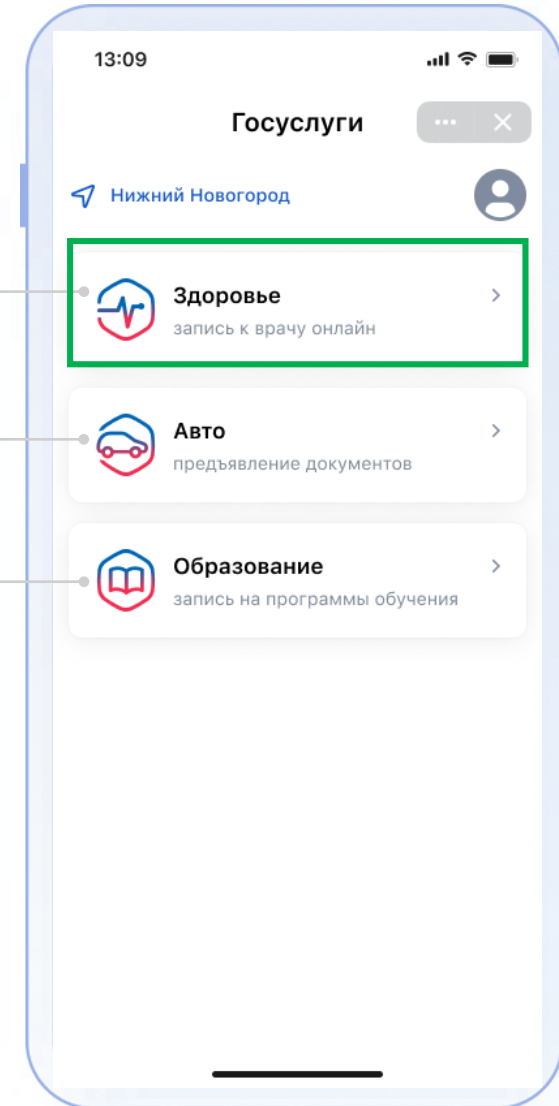 13:09
Госуслуги
Нижний Новогород
Здоровье
запись к врачу онлайн
Авто
предъявление документов
Образование
запись на программы обучения